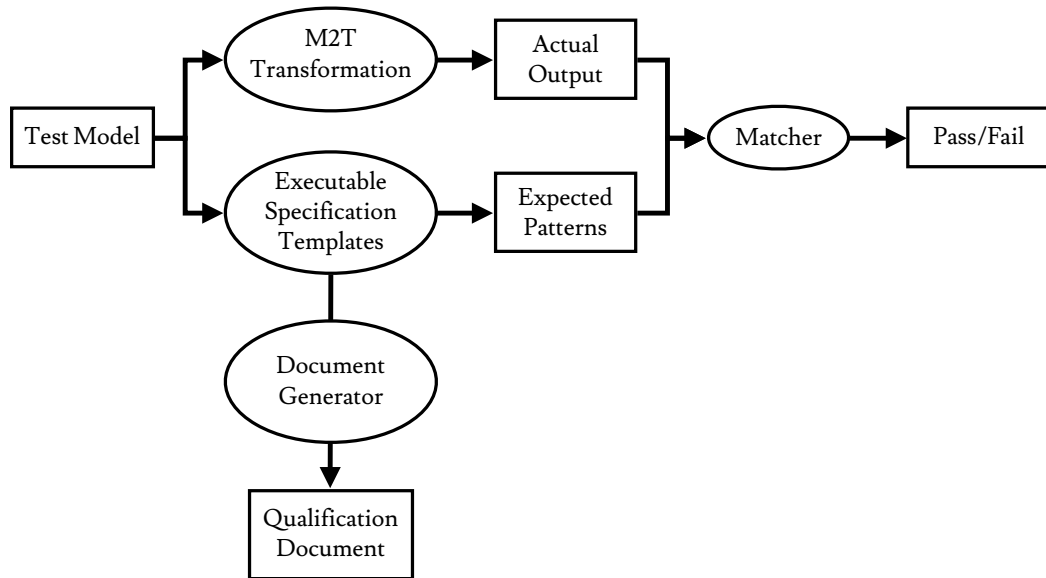 M2T
Transformation
Actual
Output
Test Model
Matcher
Pass/Fail
Executable
Specification
Templates
Expected
Patterns
Document
Generator
Qualification
Document